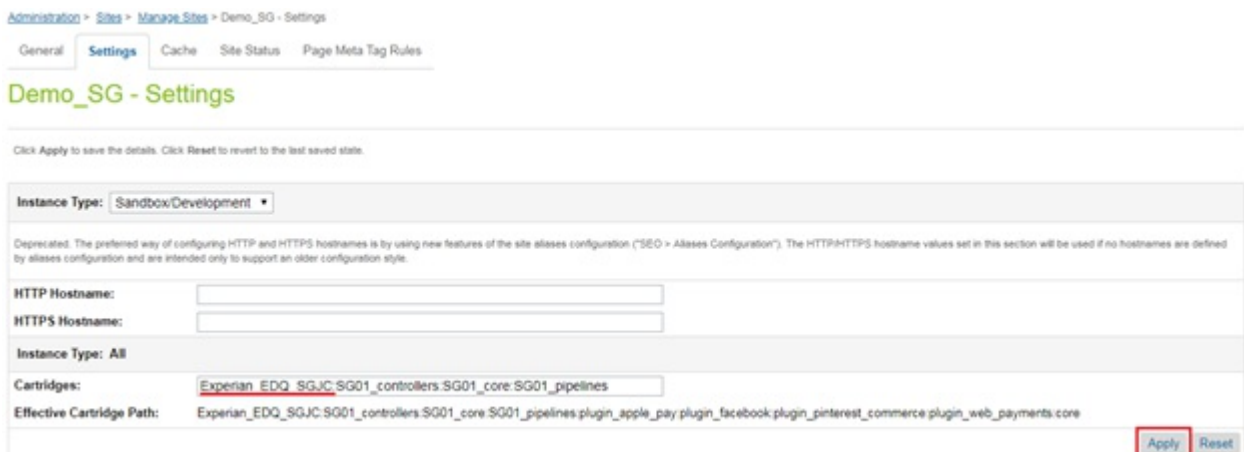 Administration > Sites > Manage Sites > Demo_SG - Settings
General Settings Cache Site Status Page Meta Tag Rules
Demo_SG - Settings
Click Apply to save the details. Click Reset to revert to the last saved state.
Instance Type: Sandbox/Development
Deprecated. The preferred way of configuring HTTP and HTTPS hostnames is by using new features of the site aliases configuration ("SEO > Aliases Configuration"). The HTTP/HTTPS hostname values set in this section will be used if no hostnames are defined
by aliases configuration and are intended only to support an older configuration style.
HTTP Hostname:
HTTPS Hostname:
Instance Type: All
Cartridges: Experian_EDQ_SGJC:SG01_controllers:SG01_core:SG01_pipelines
Effective Cartridge Path: Experian_EDQ_SGJC:SG01_controllers:SG01_core:SG01_pipelines:plugin_apple_pay:plugin_facebook:plugin_pinterest_commerce:plugin_web_payments:core
Apply Reset